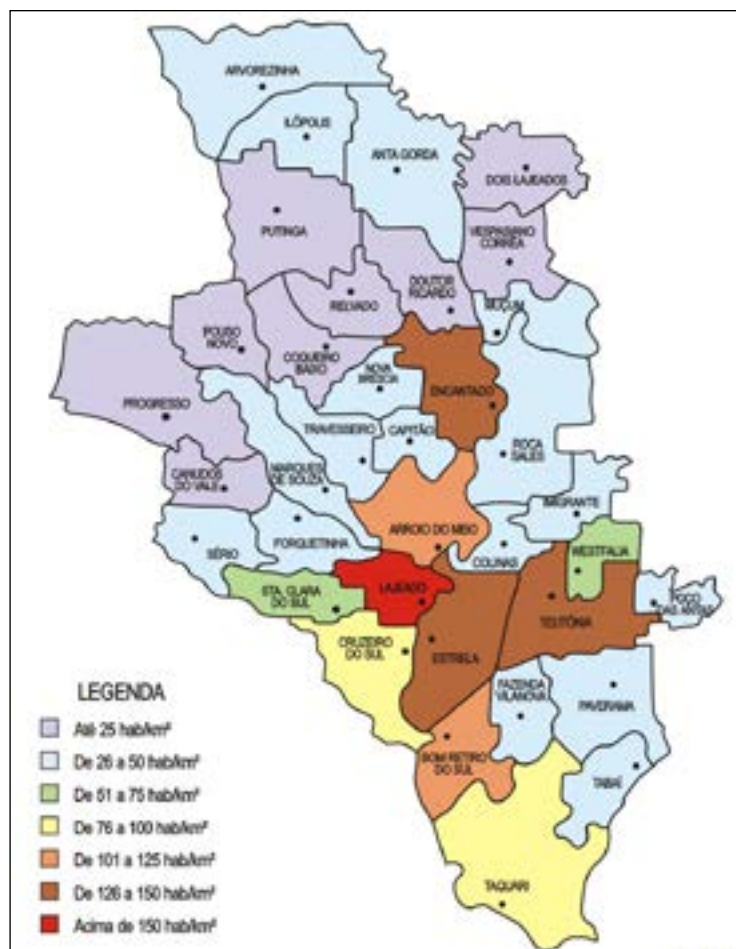 ARVOREZINHA
ILÓPOLIS
ANTA GORDA
DOIS LAJEADOS
PUTINGA
VESPASIANO
CORRÊA
DOUTOR
RICARDO
RELVADO
MUÇUM
POUSO
NOVO
COQUEIRO
BAIXO
NOVA
BRÉSCIA
ENCANTADO
PROGRESSO
TRAVESSEIRO
CAPITÃO
ROCA
SALES
CANUDOS
DO VALE
MARQUES
DE SOUZA
IMIGRANTE
ARROIO DO MEIO
SÉRIO
FORQUETINHA
COLINAS
WESTFALIA
LAJEADO
STA. CLARA
DO SUL
TEUTÔNIA
POÇO
DAS ANTAS
CRUZEIRO
DO SUL
ESTRELA
FAZENDA
VILANOVA
PAVERAMA
BOM RETIRO
DO SUL
TABAÍ
TAQUARI
LEGENDA
Até 25 hab/km²
De 26 a 50 hab/km²
De 51 a 75 hab/km²
De 76 a 100 hab/km²
De 101 a 125 hab/km²
De 126 a 150 hab/km²
Acima de 150 hab/km²